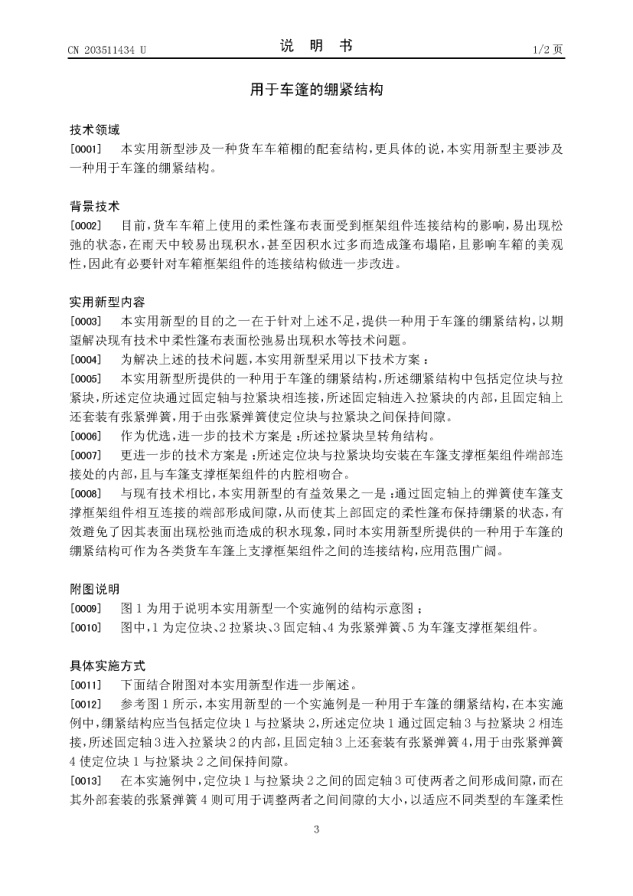 CN 203511434 U
说 明 书
1/2 页
用于车篷的绷紧结构
技术领域
[0001] 本实用新型涉及一种货车车箱棚的配套结构,更具体的说,本实用新型主要涉及
一种用于车篷的绷紧结构。
背景技术
[0002] 目前,货车车箱上使用的柔性篷布表面受到框架组件连接结构的影响,易出现松
弛的状态,在雨天中较易出现积水,甚至因积水过多而造成篷布塌陷,且影响车箱的美观
性,因此有必要针对车箱框架组件的连接结构做进一步改进。
实用新型内容
[0003] 本实用新型的目的之一在于针对上述不足,提供一种用于车篷的绷紧结构,以期
望解决现有技术中柔性篷布表面松弛易出现积水等技术问题。
[0004] 为解决上述的技术问题,本实用新型采用以下技术方案:
[0005] 本实用新型所提供的一种用于车篷的绷紧结构,所述绷紧结构中包括定位块与拉
紧块,所述定位块通过固定轴与拉紧块相连接,所述固定轴进入拉紧块的内部,且固定轴上
还套装有张紧弹簧,用于由张紧弹簧使定位块与拉紧块之间保持间隙。
[0006] 作为优选,进一步的技术方案是:所述拉紧块呈转角结构。
[0007] 更进一步的技术方案是:所述定位块与拉紧块均安装在车篷支撑框架组件端部连
接处的内部,且与车篷支撑框架组件的内腔相吻合。
[0008] 与现有技术相比,本实用新型的有益效果之一是:通过固定轴上的弹簧使车篷支
撑框架组件相互连接的端部形成间隙,从而使其上部固定的柔性篷布保持绷紧的状态,有
效避免了因其表面出现松弛而造成的积水现象,同时本实用新型所提供的一种用于车篷的
绷紧结构可作为各类货车车篷上支撑框架组件之间的连接结构,应用范围广阔。
附图说明
[0009] 图 1 为用于说明本实用新型一个实施例的结构示意图;
[0010] 图中,1 为定位块、2 拉紧块、3 固定轴、4 为张紧弹簧、5 为车篷支撑框架组件。
具体实施方式
[0011] 下面结合附图对本实用新型作进一步阐述。
[0012] 参考图 1 所示,本实用新型的一个实施例是一种用于车篷的绷紧结构,在本实施
例中,绷紧结构应当包括定位块 1 与拉紧块 2,所述定位块 1 通过固定轴 3 与拉紧块 2 相连
接,所述固定轴 3 进入拉紧块 2 的内部,且固定轴 3 上还套装有张紧弹簧 4,用于由张紧弹簧
4 使定位块 1 与拉紧块 2 之间保持间隙。
[0013] 在本实施例中,定位块 1 与拉紧块 2 之间的固定轴 3 可使两者之间形成间隙,而在
其外部套装的张紧弹簧 4 则可用于调整两者之间间隙的大小,以适应不同类型的车篷柔性
3